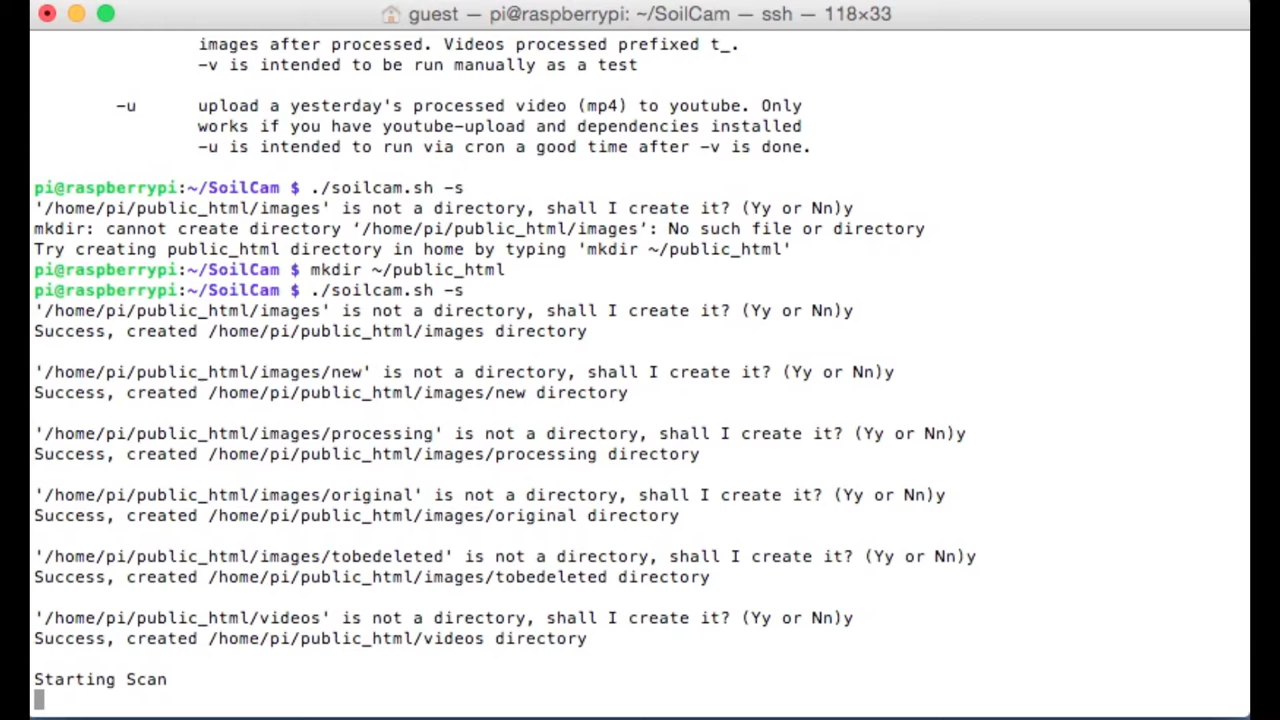 guest — pi@raspberrypi: ~/SoilCam — ssh — 118×33
images after processed. Videos processed prefixed t_.
-v is intended to be run manually as a test
-u upload a yesterday's processed video (mp4) to youtube. Only
works if you have youtube-upload and dependencies installed
-u is intended to run via cron a good time after -v is done.
pi@raspberrypi:~/SoilCam $ ./soilcam.sh -s
'/home/pi/public_html/images' is not a directory, shall I create it? (Yy or Nn)y
mkdir: cannot create directory ‘/home/pi/public_html/images’: No such file or directory
Try creating public_html directory in home by typing 'mkdir ~/public_html'
pi@raspberrypi:~/SoilCam $ mkdir ~/public_html
pi@raspberrypi:~/SoilCam $ ./soilcam.sh -s
'/home/pi/public_html/images' is not a directory, shall I create it? (Yy or Nn)y
Success, created /home/pi/public_html/images directory
'/home/pi/public_html/images/new' is not a directory, shall I create it? (Yy or Nn)y
Success, created /home/pi/public_html/images/new directory
'/home/pi/public_html/images/processing' is not a directory, shall I create it? (Yy or Nn)y
Success, created /home/pi/public_html/images/processing directory
'/home/pi/public_html/images/original' is not a directory, shall I create it? (Yy or Nn)y
Success, created /home/pi/public_html/images/original directory
'/home/pi/public_html/images/tobedeleted' is not a directory, shall I create it? (Yy or Nn)y
Success, created /home/pi/public_html/images/tobedeleted directory
'/home/pi/public_html/videos' is not a directory, shall I create it? (Yy or Nn)y
Success, created /home/pi/public_html/videos directory
Starting Scan